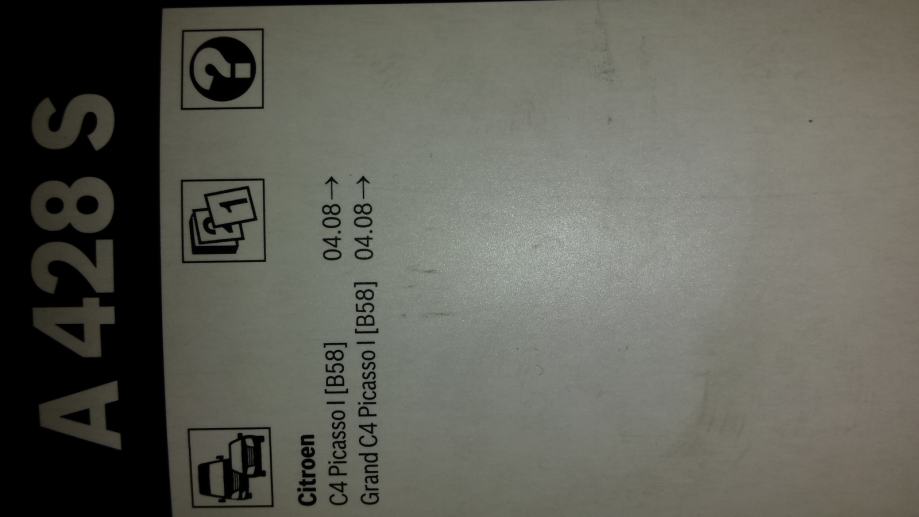 A 428 S
Citroen
C4 Picasso I [B58] 04.08→
Grand C4 Picasso I [B58] 04.08→